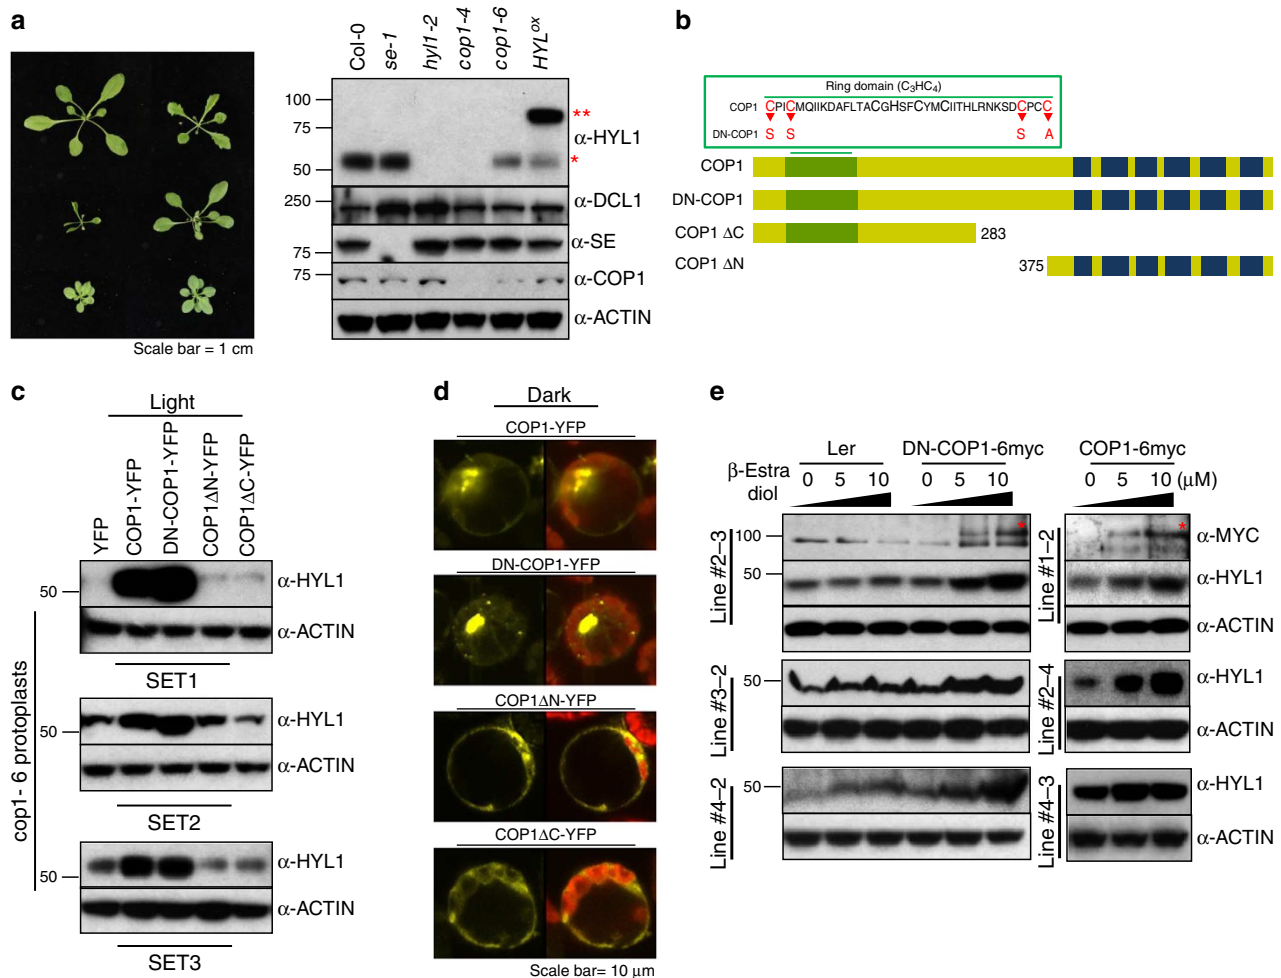 a
Col-0
se-1
hyl1-2
cop1-4
cop1-6
HYL^ox
100
75
50
**
α-HYL1
*
250
α-DCL1
75
α-SE
75
α-COP1
α-ACTIN
Scale bar = 1 cm
b
Ring domain (C₃HC₄)
COP1 CPICMQIIKDAFLTACGHSFCYMCIITHLRNKSDCPCC
DN-COP1 S S S A
COP1
DN-COP1
COP1 ΔC 283
COP1 ΔN 375
c
Light
YFP
COP1-YFP
DN-COP1-YFP
COP1ΔN-YFP
COP1ΔC-YFP
cop1- 6 protoplasts
50
α-HYL1
α-ACTIN
SET1
50
α-HYL1
α-ACTIN
SET2
50
α-HYL1
α-ACTIN
SET3
d
Dark
COP1-YFP
DN-COP1-YFP
COP1ΔN-YFP
COP1ΔC-YFP
Scale bar= 10 μm
e
Ler DN-COP1-6myc COP1-6myc
β-Estra diol 0 5 10 0 5 10 0 5 10 (μM)
Line #2–3
100
50
*
Line #1–2
*
α-MYC
α-HYL1
α-ACTIN
Line #3–2
50
Line #2–4
α-HYL1
α-ACTIN
Line #4–2
50
Line #4–3
α-HYL1
α-ACTIN